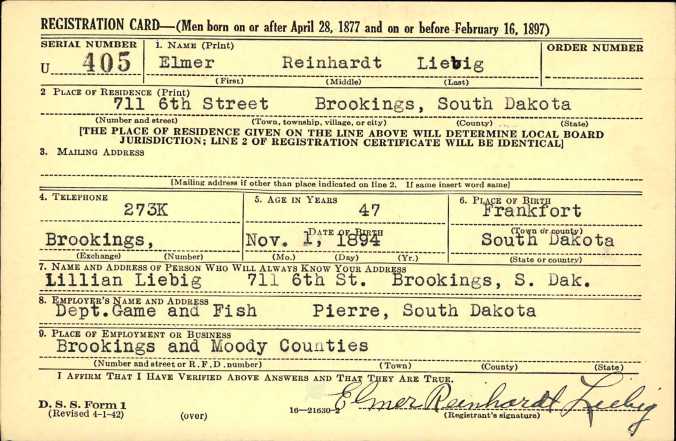 REGISTRATION CARD—(Men born on or after April 28, 1877 and on or before February 16, 1897)
SERIAL NUMBER 1. NAME (Print) ORDER NUMBER
U 405 Elmer Reinhardt Liebig
(First) (Middle) (Last)
2 PLACE OF RESIDENCE (Print)
711 6th Street Brookings, South Dakota
(Number and street) (Town, township, village, or city) (County) (State)
[THE PLACE OF RESIDENCE GIVEN ON THE LINE ABOVE WILL DETERMINE LOCAL BOARD
JURISDICTION; LINE 2 OF REGISTRATION CERTIFICATE WILL BE IDENTICAL]
3. MAILING ADDRESS
[Mailing address if other than place indicated on line 2. If same insert word same]
4. TELEPHONE 5. AGE IN YEARS 6. PLACE OF BIRTH
273K 47 Frankfort
DATE OF BIRTH (Town or county)
Brookings, Nov. 1, 1894 South Dakota
(Exchange) (Number) (Mo.) (Day) (Yr.) (State or country)
7. NAME AND ADDRESS OF PERSON WHO WILL ALWAYS KNOW YOUR ADDRESS
Lillian Liebig 711 6th St. Brookings, S. Dak.
8. EMPLOYER'S NAME AND ADDRESS
Dept.Game and Fish Pierre, South Dakota
9. PLACE OF EMPLOYMENT OR BUSINESS
Brookings and Moody Counties
(Number and street or R. F. D. number) (Town) (County) (State)
I AFFIRM THAT I HAVE VERIFIED ABOVE ANSWERS AND THAT THEY ARE TRUE.
D. S. S. Form 1 Elmer Reinhardt Liebig
(Revised 4-1-42) (over) 16—21630-2 (Registrant's signature)